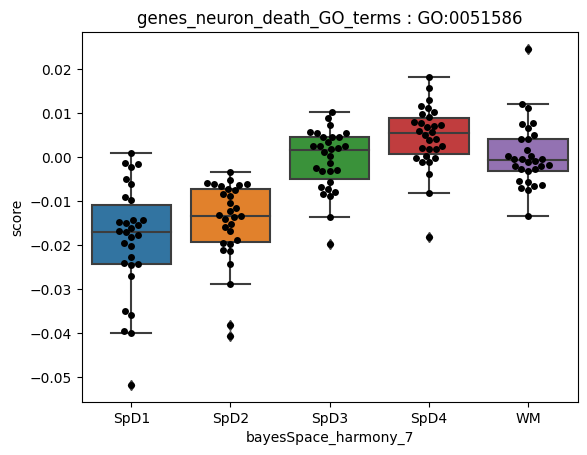 genes_neuron_death_GO_terms : GO:0051586
score
0.02
0.01
0.00
−0.01
−0.02
−0.03
−0.04
−0.05
SpD1 SpD2 SpD3 SpD4 WM
bayesSpace_harmony_7